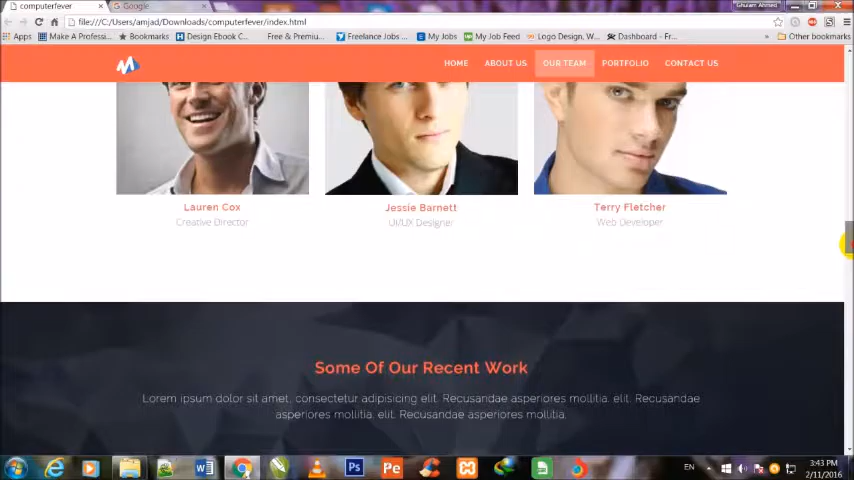 computerfever
Google
Ghulam Ahmed
file:///C:/Users/amjad/Downloads/computerfever/index.html
Apps
Make A Professi...
Bookmarks
Design Ebook C...
Free & Premiu...
Freelance Jobs ...
My Jobs
My Job Feed
Logo Design, W...
Dashboard - Fr...
» Other bookmarks
HOME
ABOUT US
OUR TEAM
PORTFOLIO
CONTACT US
Lauren Cox
Jessie Barnett
Terry Fletcher
Creative Director
UI/UX Designer
Web Developer
Some Of Our Recent Work
Lorem ipsum dolor sit amet, consectetur adipisicing elit. Recusandae asperiores mollitia. elit. Recusandae
asperiores mollitia. elit. Recusandae asperiores mollitia.
W
Ps
Pe
EN
3:43 PM
2/11/2016